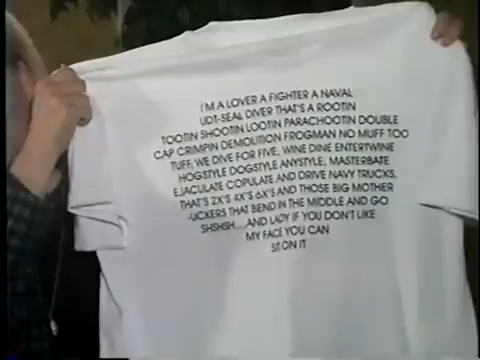 I'M A LOVER A FIGHTER A NAVAL
UDT-SEAL DIVER THAT'S A ROOTIN
TOOTIN SHOOTIN LOOTIN PARACHOOTIN DOUBLE
CAP CRIMPIN DEMOLITION FROGMAN NO MUFF TOO
TUFF, WE DIVE FOR FIVE, WINE DINE ENTERTWINE
HOGSTYLE DOGSTYLE ANYSTYLE, MASTERBATE
EJACULATE COPULATE AND DRIVE NAVY TRUCKS,
THAT'S 2X'S 4X'S 6X'S AND THOSE BIG MOTHER
-UCKERS THAT BEND IN THE MIDDLE AND GO
SHSHSH....AND LADY IF YOU DON'T LIKE
MY FACE YOU CAN
SIT ON IT